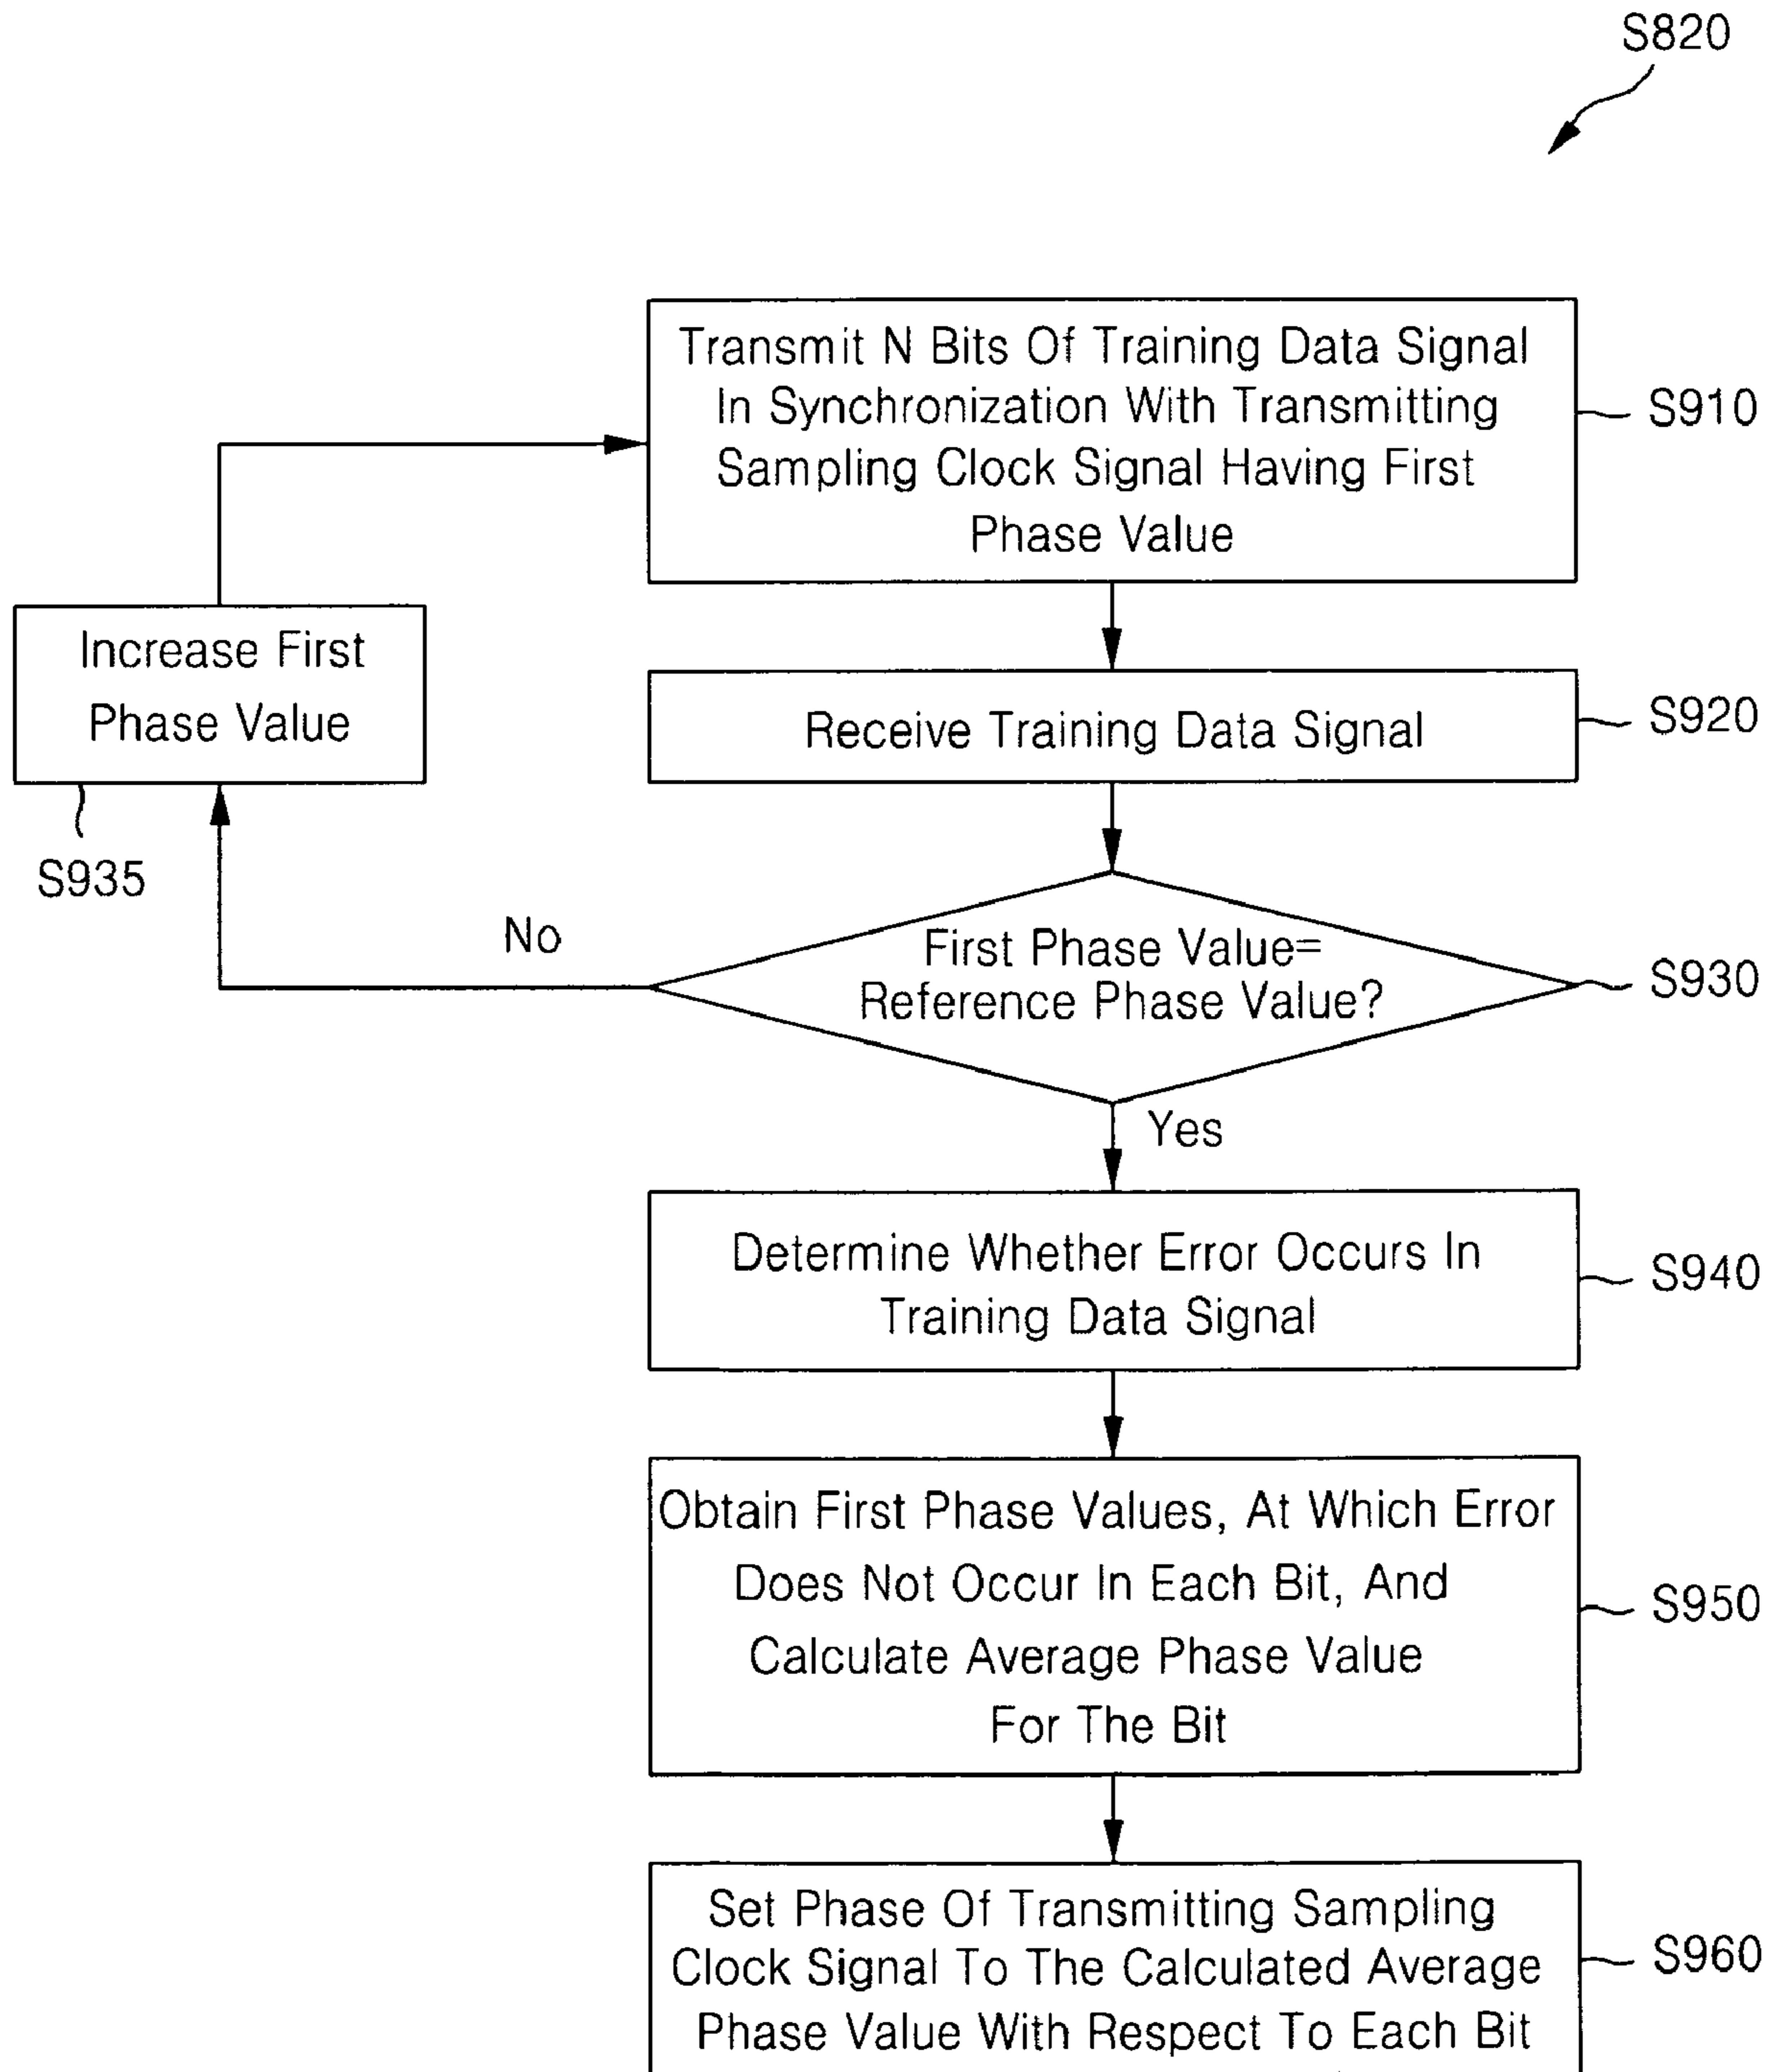 S820
Transmit N Bits Of Training Data Signal
In Synchronization With Transmitting
Sampling Clock Signal Having First
Phase Value
S910
Increase First
Phase Value
S935
Receive Training Data Signal
S920
First Phase Value=
Reference Phase Value?
S930
No
Yes
Determine Whether Error Occurs In
Training Data Signal
S940
Obtain First Phase Values, At Which Error
Does Not Occur In Each Bit, And
Calculate Average Phase Value
For The Bit
S950
Set Phase Of Transmitting Sampling
Clock Signal To The Calculated Average
Phase Value With Respect To Each Bit
S960